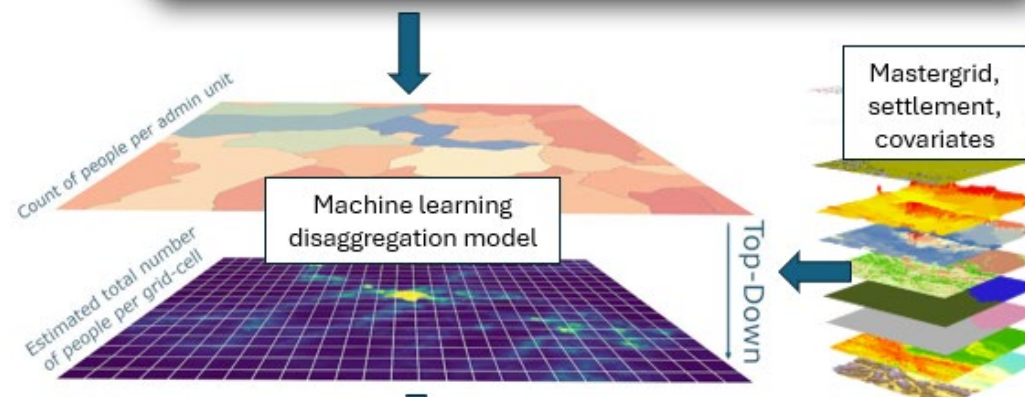 Count of people per admin unit
Mastergrid,
settlement,
covariates
Machine learning
disaggregation model
Top-Down
Estimated total number
of people per grid-cell